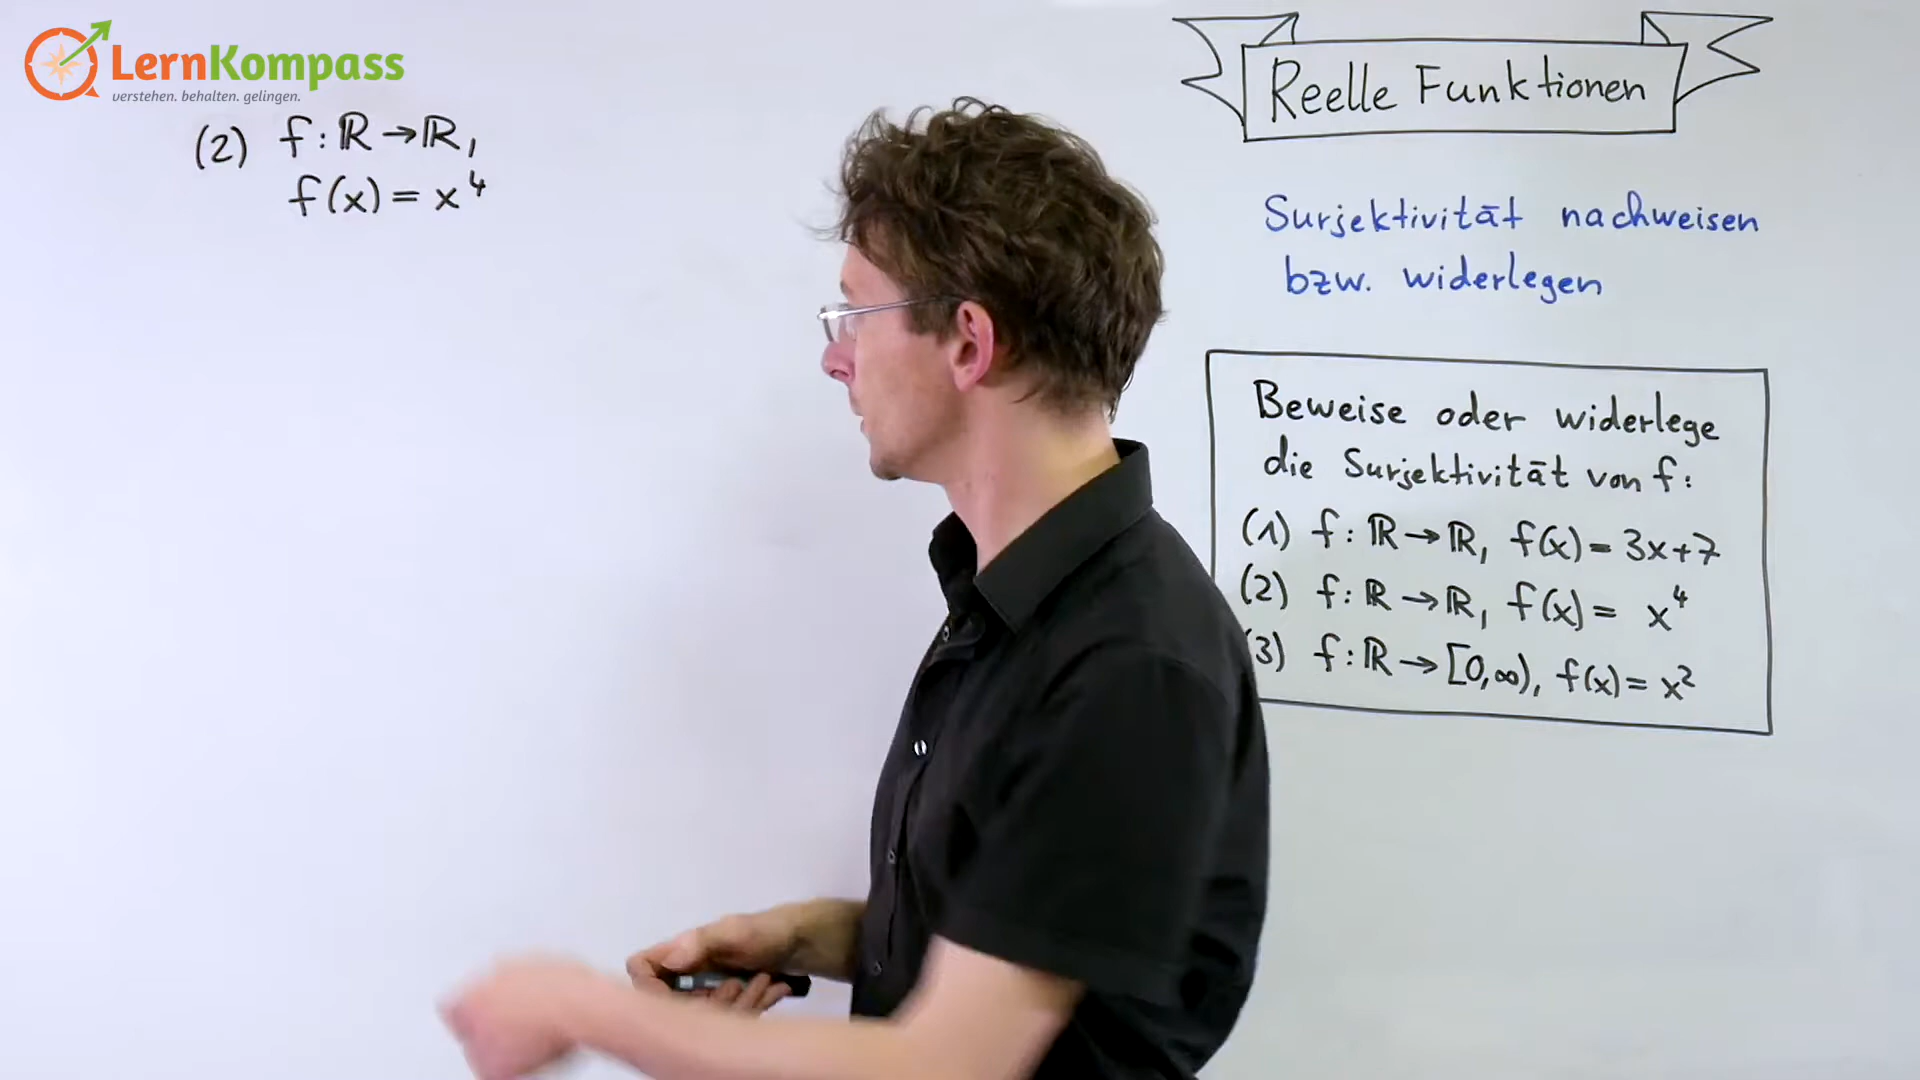 LernKompass
verstehen. behalten. gelingen.
(2) f: ℝ → ℝ,
f(x) = x⁴
Reelle Funktionen
Surjektivität nachweisen
bzw. widerlegen
Beweise oder widerlege
die Surjektivität von f:
(1) f: ℝ → ℝ, f(x) = 3x+7
(2) f: ℝ → ℝ, f(x) = x⁴
(3) f: ℝ → [0,∞), f(x) = x²